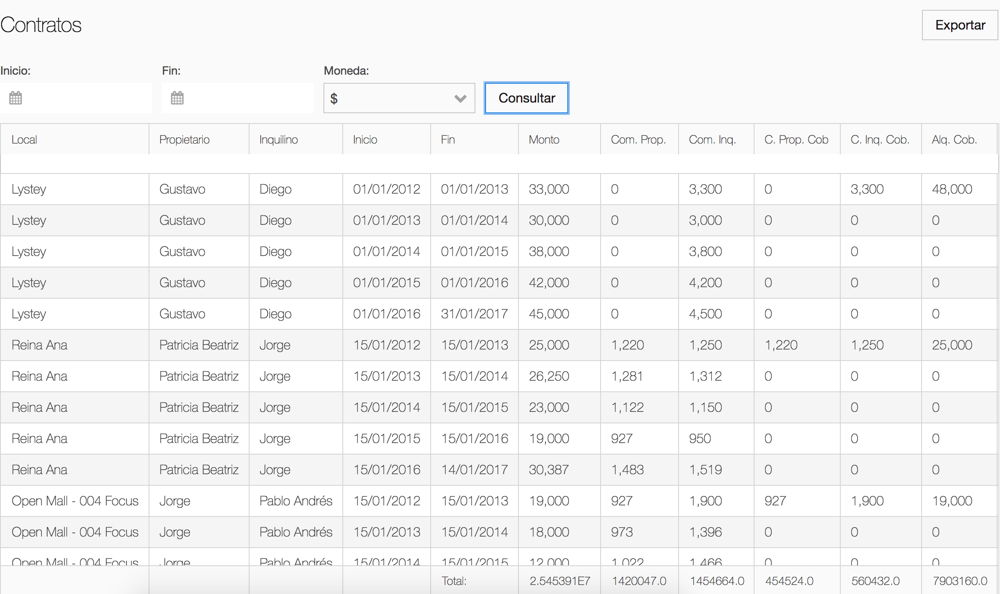 Contratos
Exportar
Inicio: Fin: Moneda:
$ Consultar
Local Propietario Inquilino Inicio Fin Monto Com. Prop. Com. Inq. C. Prop. Cob C. Inq. Cob. Alq. Cob.
Lystey Gustavo Diego 01/01/2012 01/01/2013 33,000 0 3,300 0 3,300 48,000
Lystey Gustavo Diego 01/01/2013 01/01/2014 30,000 0 3,000 0 0 0
Lystey Gustavo Diego 01/01/2014 01/01/2015 38,000 0 3,800 0 0 0
Lystey Gustavo Diego 01/01/2015 01/01/2016 42,000 0 4,200 0 0 0
Lystey Gustavo Diego 01/01/2016 31/01/2017 45,000 0 4,500 0 0 0
Reina Ana Patricia Beatriz Jorge 15/01/2012 15/01/2013 25,000 1,220 1,250 1,220 1,250 25,000
Reina Ana Patricia Beatriz Jorge 15/01/2013 15/01/2014 26,250 1,281 1,312 0 0 0
Reina Ana Patricia Beatriz Jorge 15/01/2014 15/01/2015 23,000 1,122 1,150 0 0 0
Reina Ana Patricia Beatriz Jorge 15/01/2015 15/01/2016 19,000 927 950 0 0 0
Reina Ana Patricia Beatriz Jorge 15/01/2016 14/01/2017 30,387 1,483 1,519 0 0 0
Open Mall - 004 Focus Jorge Pablo Andrés 15/01/2012 15/01/2013 19,000 927 1,900 927 1,900 19,000
Open Mall - 004 Focus Jorge Pablo Andrés 15/01/2013 15/01/2014 18,000 973 1,396 0 0 0
Open Mall - 004 Focus Jorge Pablo Andrés 15/01/2014 15/01/2015 12,000 1,022 1,466 0 0 0
Total: 2.545391E7 1420047.0 1454664.0 454524.0 560432.0 7903160.0